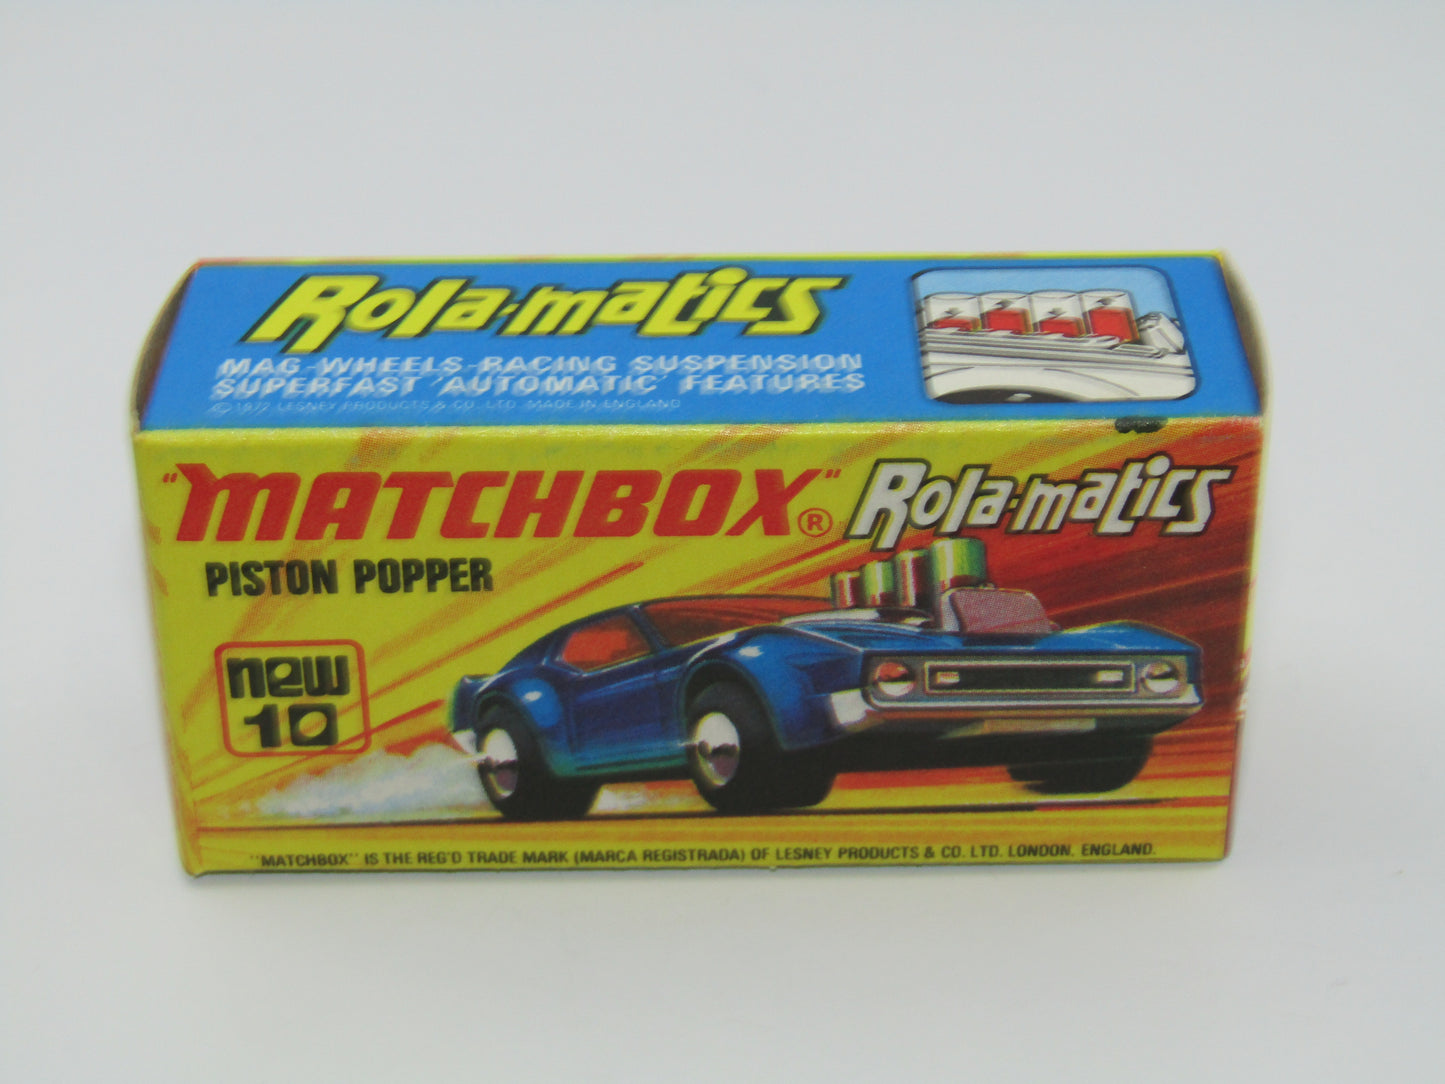 Rola-matics
MAG-WHEELS-RACING SUSPENSION
SUPERFAST 'AUTOMATIC' FEATURES
© 1972 LESNEY PRODUCTS & CO. LTD. MADE IN ENGLAND
"MATCHBOX"® Rola-matics
PISTON POPPER
new
10
"MATCHBOX" IS THE REG'D TRADE MARK (MARCA REGISTRADA) OF LESNEY PRODUCTS & CO. LTD. LONDON, ENGLAND.